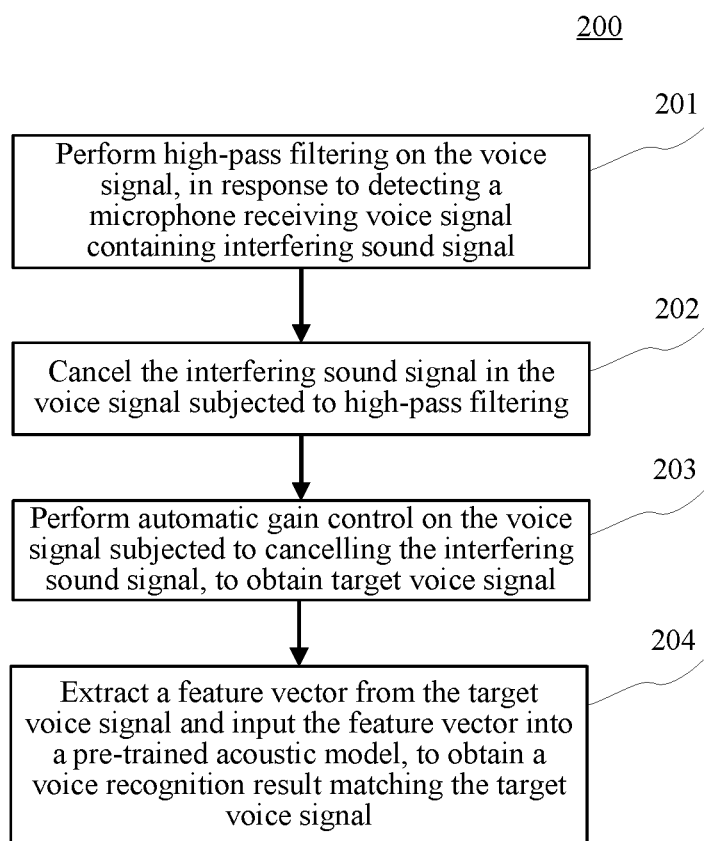 200
201
Perform high-pass filtering on the voice
signal, in response to detecting a
microphone receiving voice signal
containing interfering sound signal
202
Cancel the interfering sound signal in the
voice signal subjected to high-pass filtering
203
Perform automatic gain control on the voice
signal subjected to cancelling the interfering
sound signal, to obtain target voice signal
204
Extract a feature vector from the target
voice signal and input the feature vector into
a pre-trained acoustic model, to obtain a
voice recognition result matching the target
voice signal